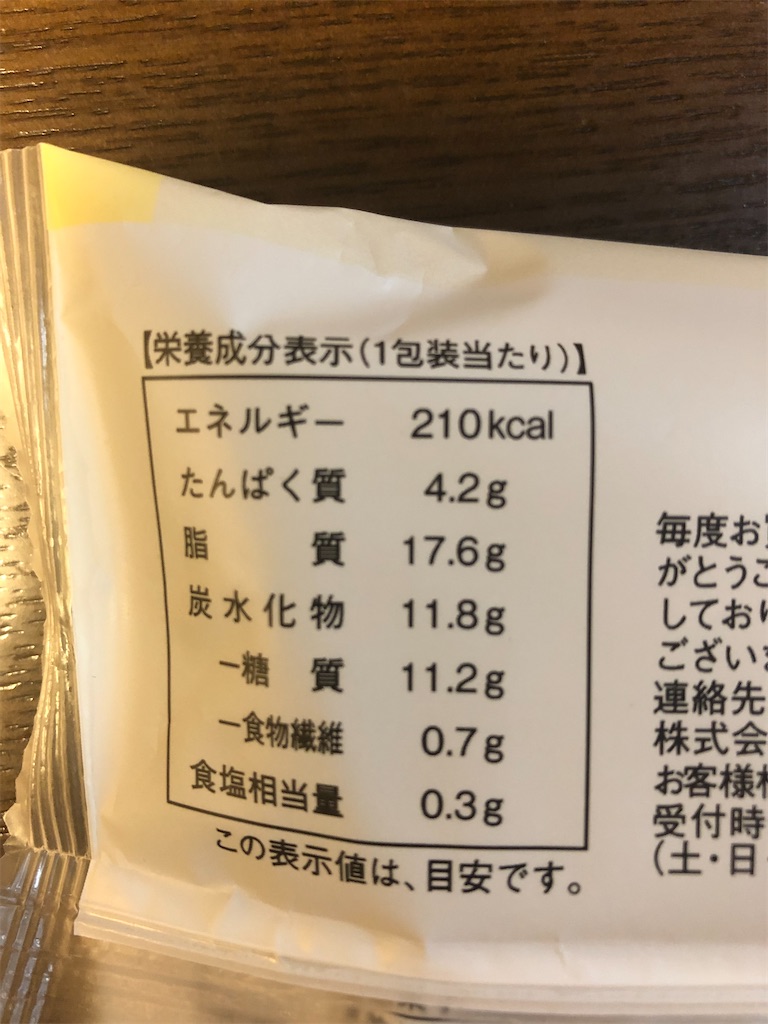 【栄養成分表示(1包装当たり)】
エネルギー 210kcal
たんぱく質 4.2g
脂質 17.6g
炭水化物 11.8g
ー糖質 11.2g
ー食物繊維 0.7g
食塩相当量 0.3g
この表示値は、目安です。
毎度お
がとうご
しており
ござい
連絡先
株式会
お客様
受付時
(土・日